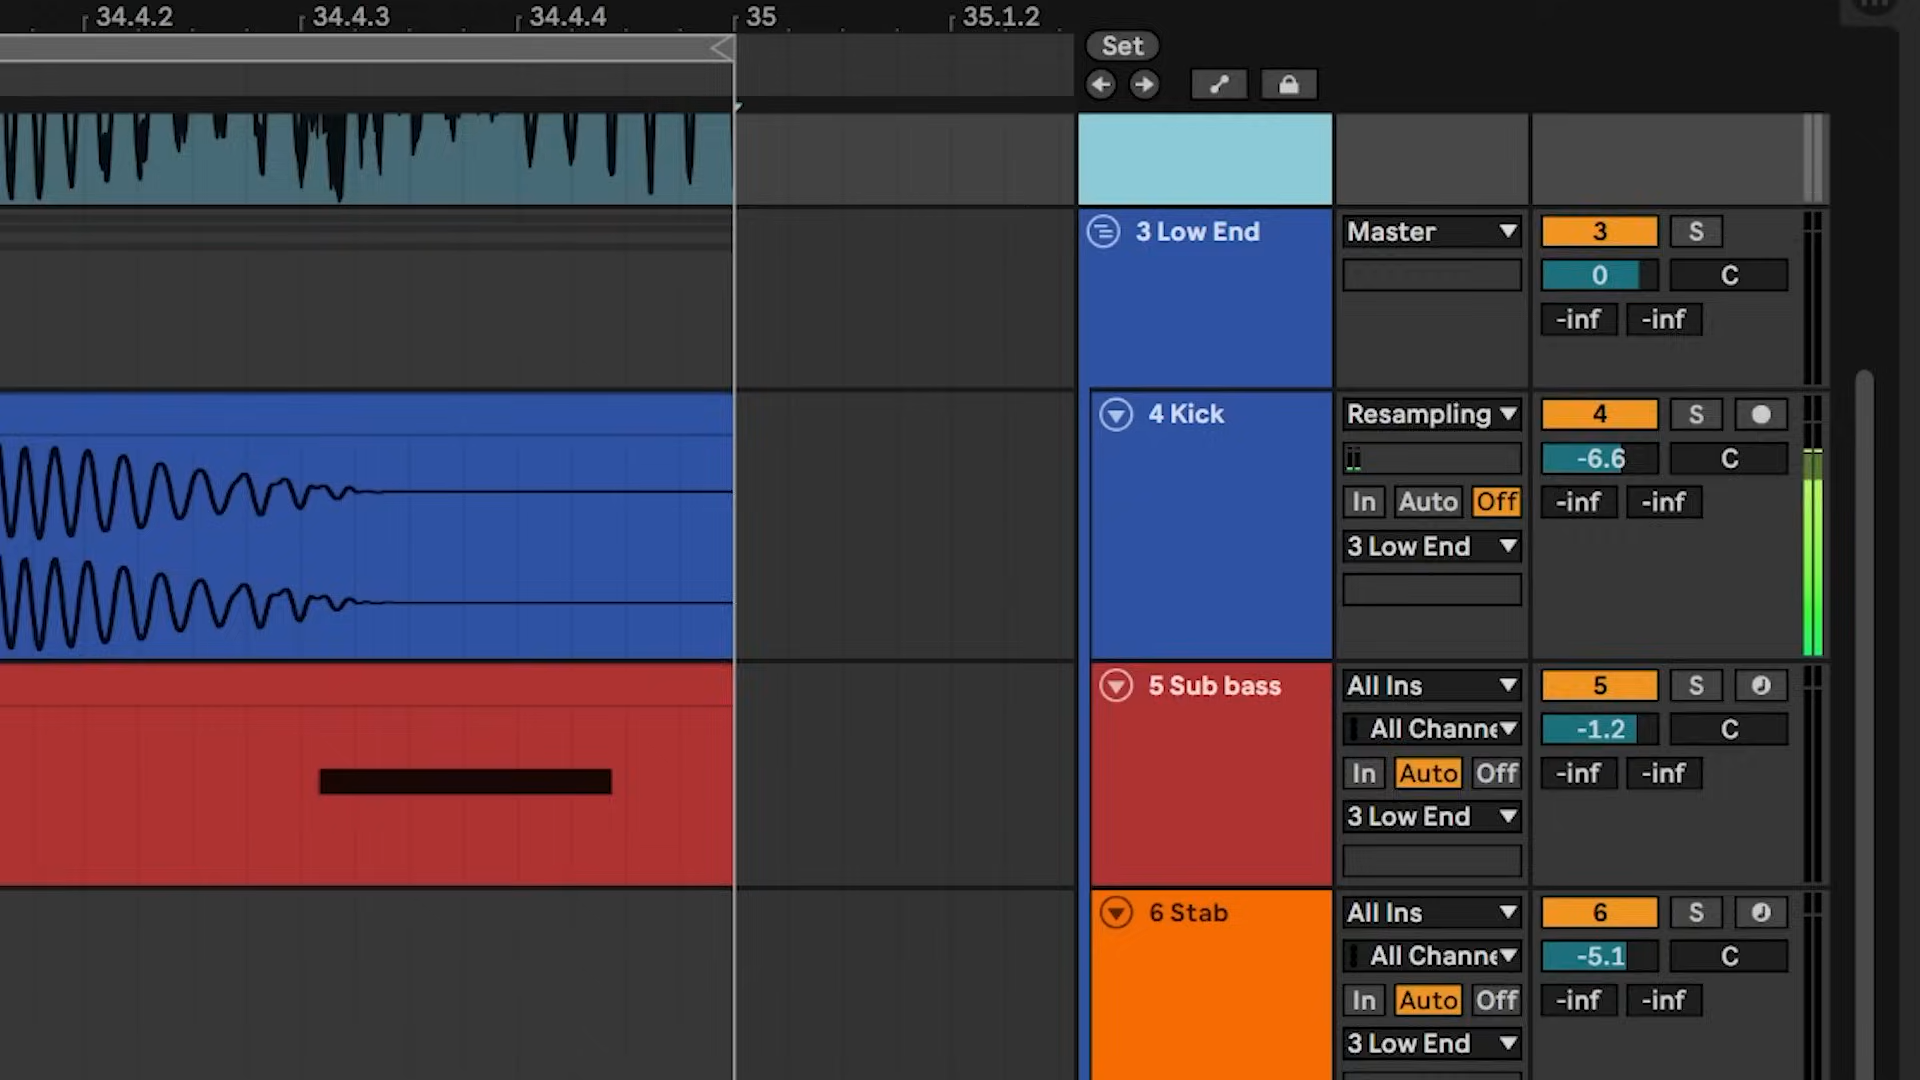 34.4.2 34.4.3 34.4.4 35 35.1.2
Set
3 Low End Master 3 S
0 C
-inf -inf
4 Kick Resampling 4 S
-6.6 C
In Auto Off -inf -inf
3 Low End
5 Sub bass All Ins 5 S
All Channe -1.2 C
In Auto Off -inf -inf
3 Low End
6 Stab All Ins 6 S
All Channe -5.1 C
In Auto Off -inf -inf
3 Low End